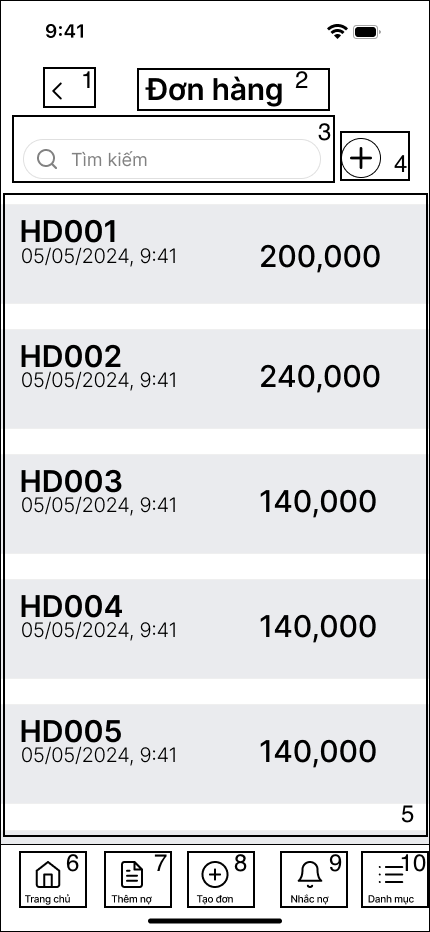 9:41
1
Đơn hàng 2
3
Tìm kiếm
4
HD001
05/05/2024, 9:41
200,000
HD002
05/05/2024, 9:41
240,000
HD003
05/05/2024, 9:41
140,000
HD004
05/05/2024, 9:41
140,000
HD005
05/05/2024, 9:41
140,000
5
6
Trang chủ
7
Thêm nợ
8
Tạo đơn
9
Nhắc nợ
10
Danh mục